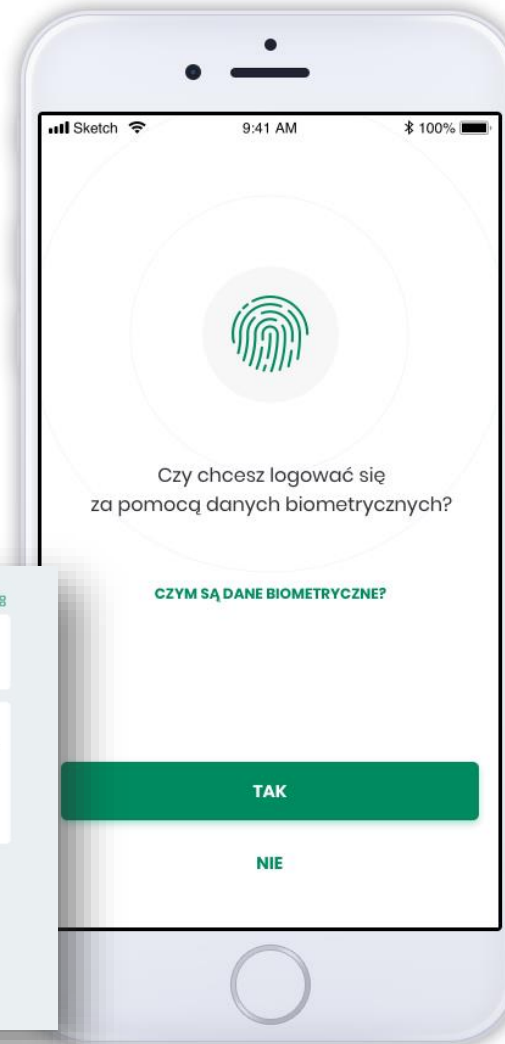 Sketch 9:41 AM 100%
Czy chcesz logować się
za pomocą danych biometrycznych?
CZYM SĄ DANE BIOMETRYCZNE?
TAK
NIE